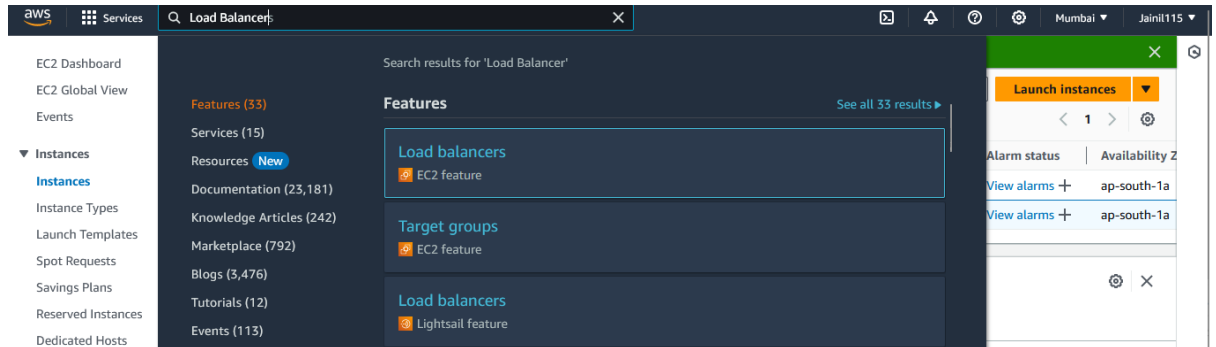 aws Services Load Balancers Mumbai ▼ Jainil115 ▼
EC2 Dashboard
EC2 Global View
Events
▼ Instances
Instances
Instance Types
Launch Templates
Spot Requests
Savings Plans
Reserved Instances
Dedicated Hosts
Search results for 'Load Balancer'
Features (33)
Services (15)
Resources New
Documentation (23,181)
Knowledge Articles (242)
Marketplace (792)
Blogs (3,476)
Tutorials (12)
Events (113)
Features See all 33 results ▶
Load balancers
EC2 feature
Target groups
EC2 feature
Load balancers
Lightsail feature
Launch instances ▼
< 1 >
Alarm status Availability Z
View alarms + ap-south-1a
View alarms + ap-south-1a